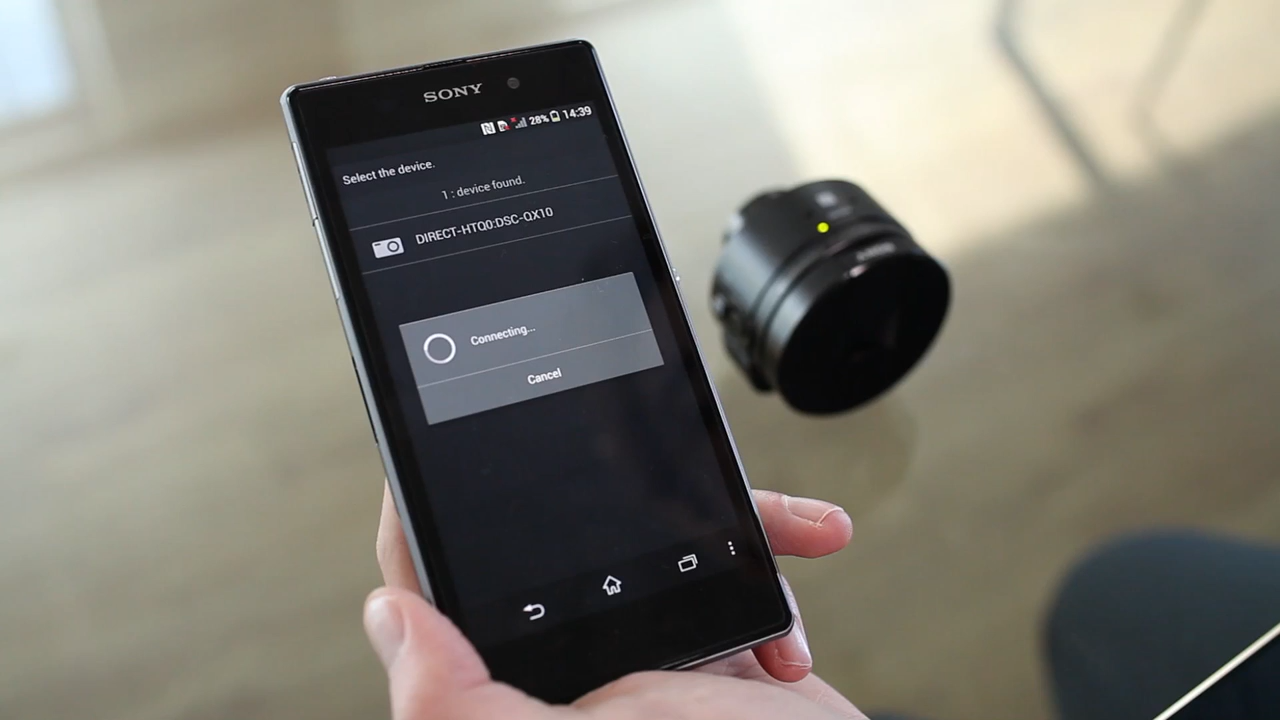 SONY
28% 14:39
Select the device.
1 : device found.
DIRECT-HTQ0:DSC-QX10
Connecting...
Cancel